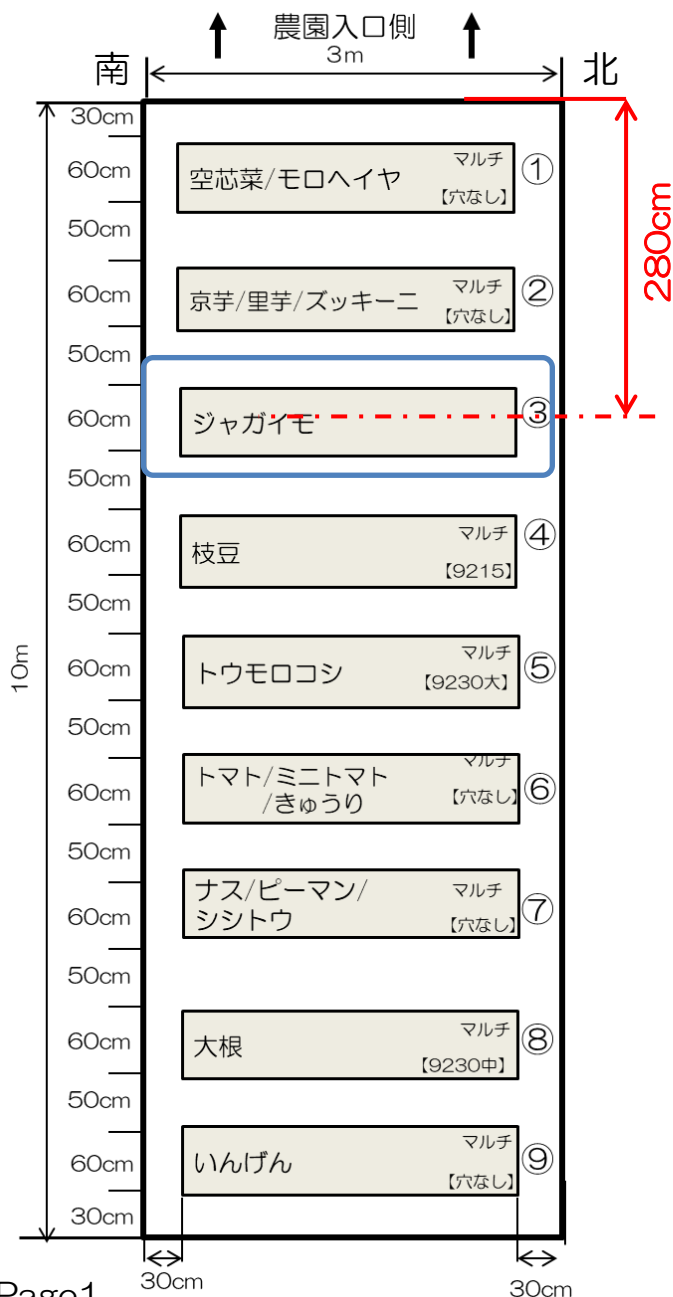 農園入口側
3m
南
北
30cm
60cm
空芯菜/モロヘイヤ
マルチ
【穴なし】
①
50cm
60cm
京芋/里芋/ズッキーニ
マルチ
【穴なし】
②
280cm
50cm
60cm
ジャガイモ
③
50cm
60cm
枝豆
マルチ
【9215】
④
50cm
10m
60cm
トウモロコシ
マルチ
【9230大】
⑤
50cm
60cm
トマト/ミニトマト
/きゅうり
マルチ
【穴なし】
⑥
50cm
60cm
ナス/ピーマン/
シシトウ
マルチ
【穴なし】
⑦
50cm
60cm
大根
マルチ
【9230中】
⑧
50cm
60cm
いんげん
マルチ
【穴なし】
⑨
30cm
30cm
30cm
Page1